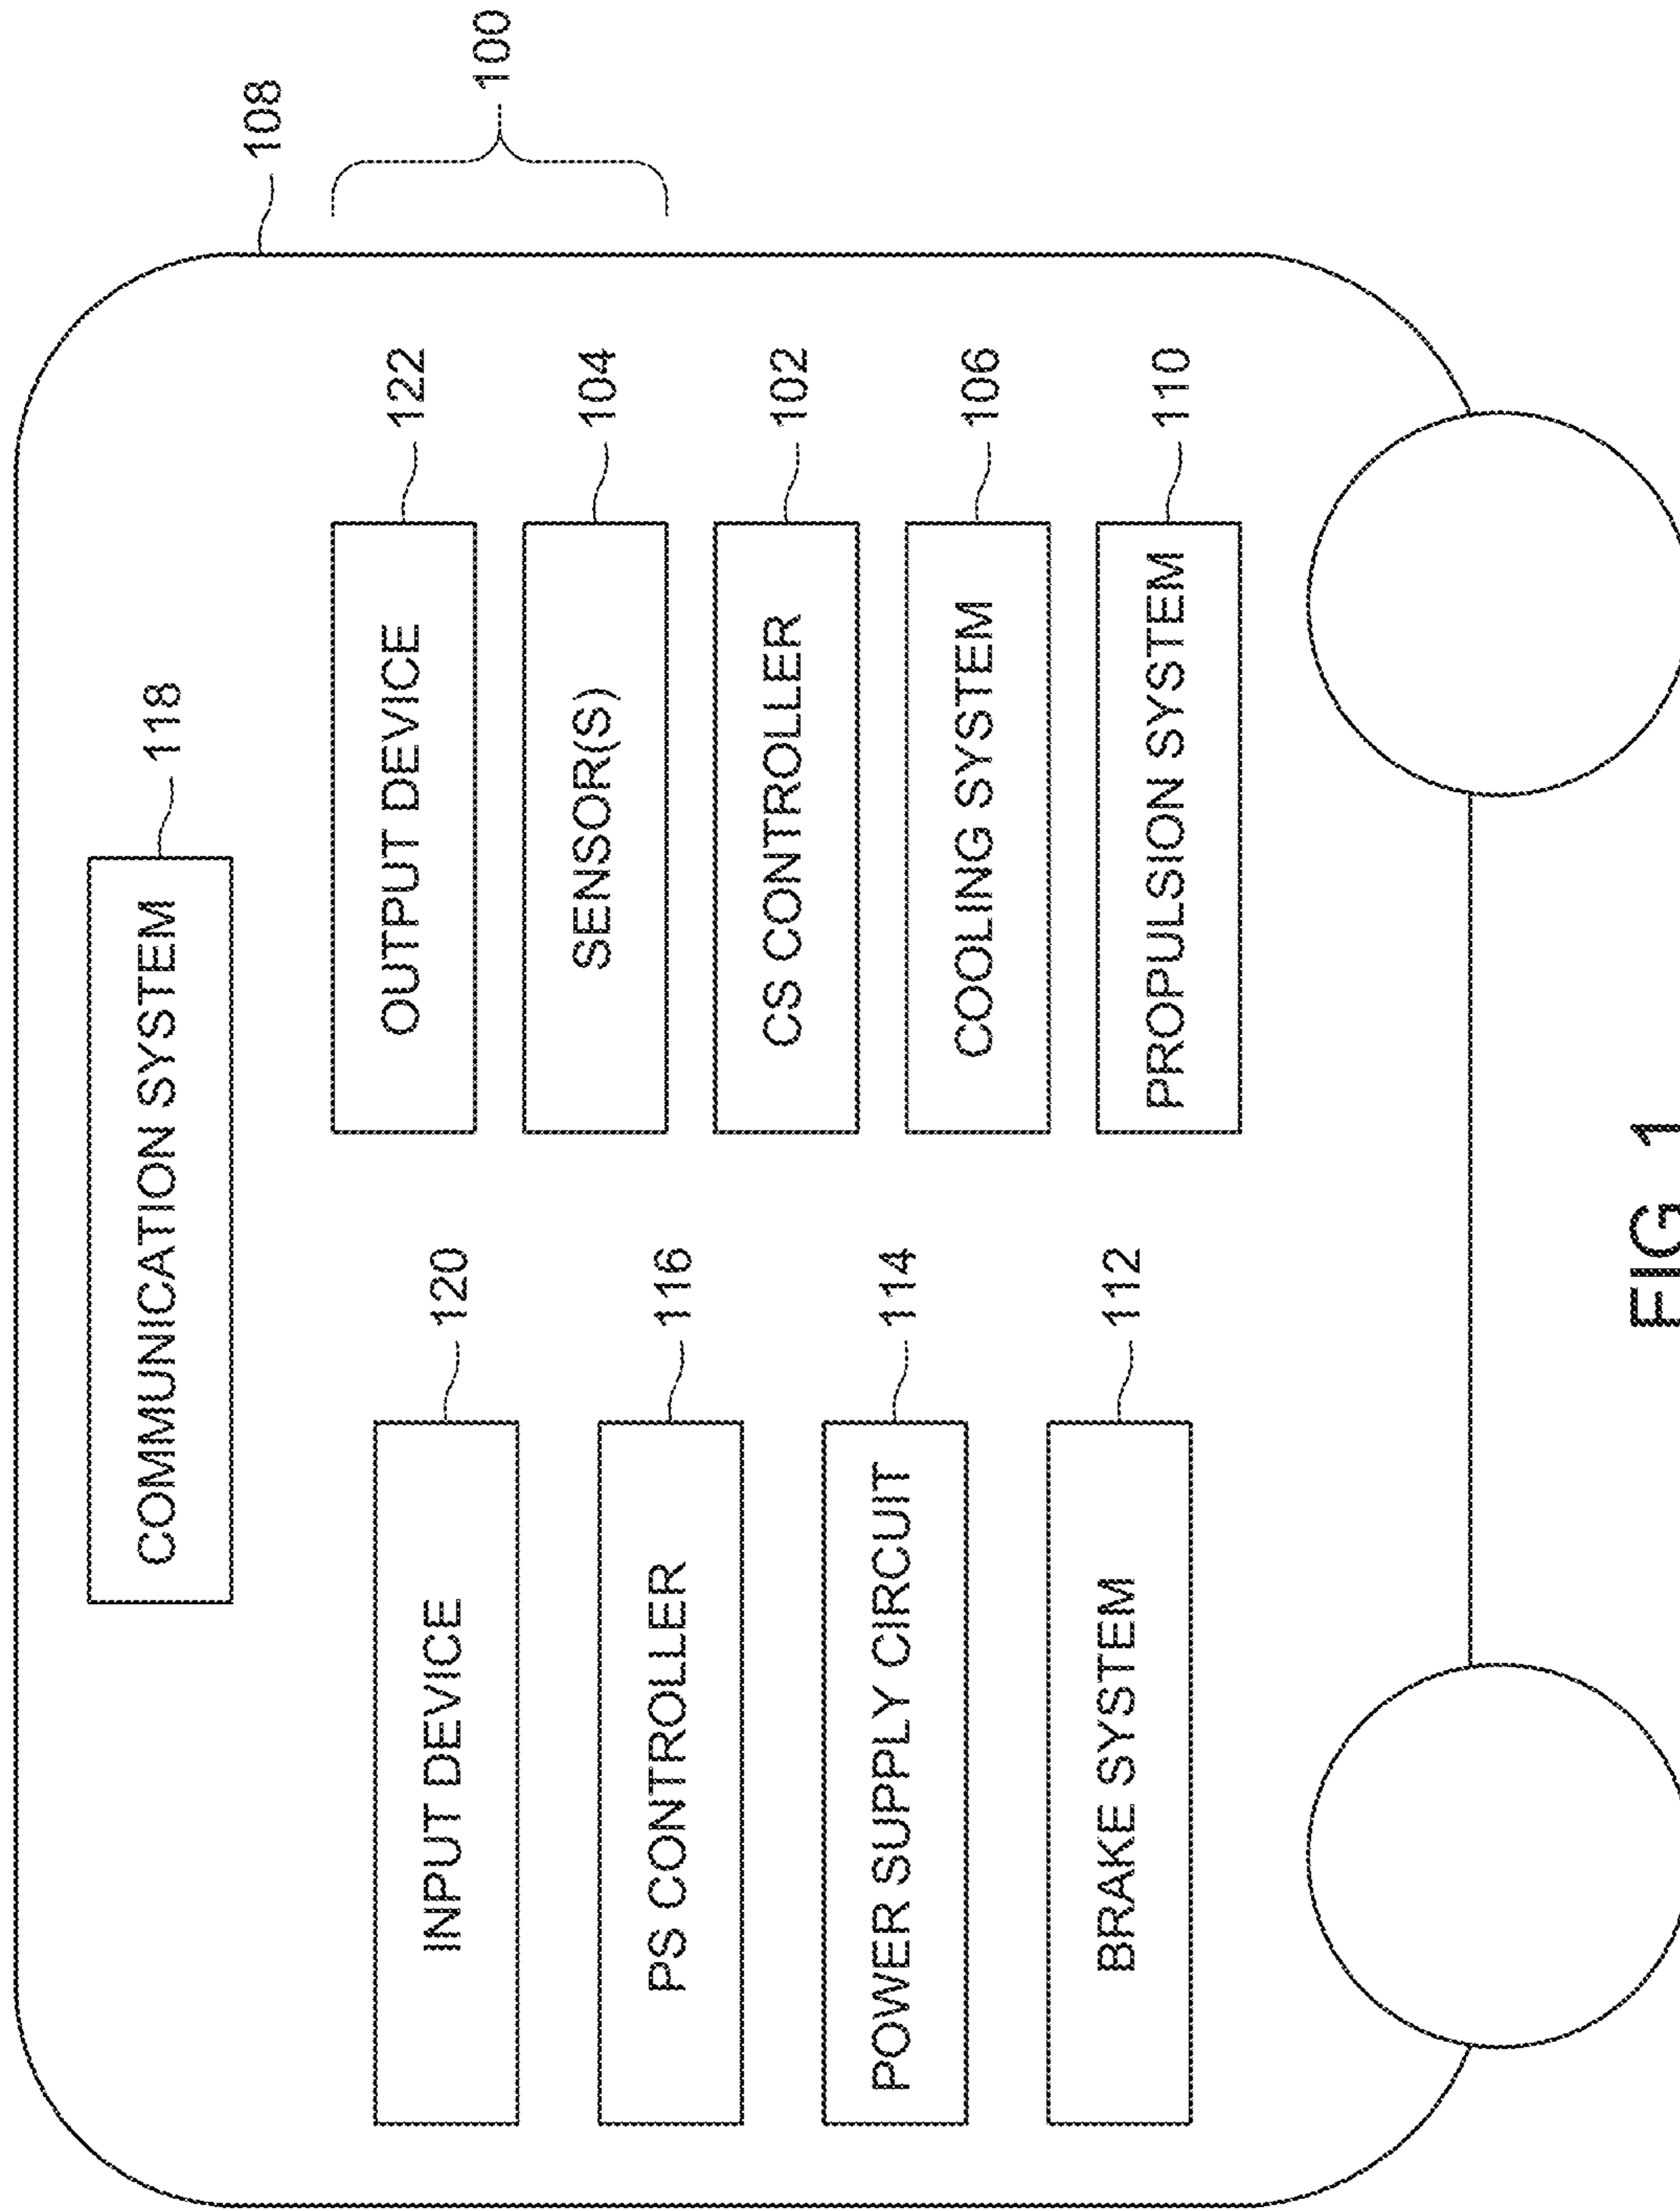 108
100
COMMUNICATION SYSTEM
118
INPUT DEVICE
120
PS CONTROLLER
116
POWER SUPPLY CIRCUIT
114
BRAKE SYSTEM
112
OUTPUT DEVICE
122
SENSOR(S)
104
CS CONTROLLER
102
COOLING SYSTEM
106
PROPULSION SYSTEM
110
FIG. 1